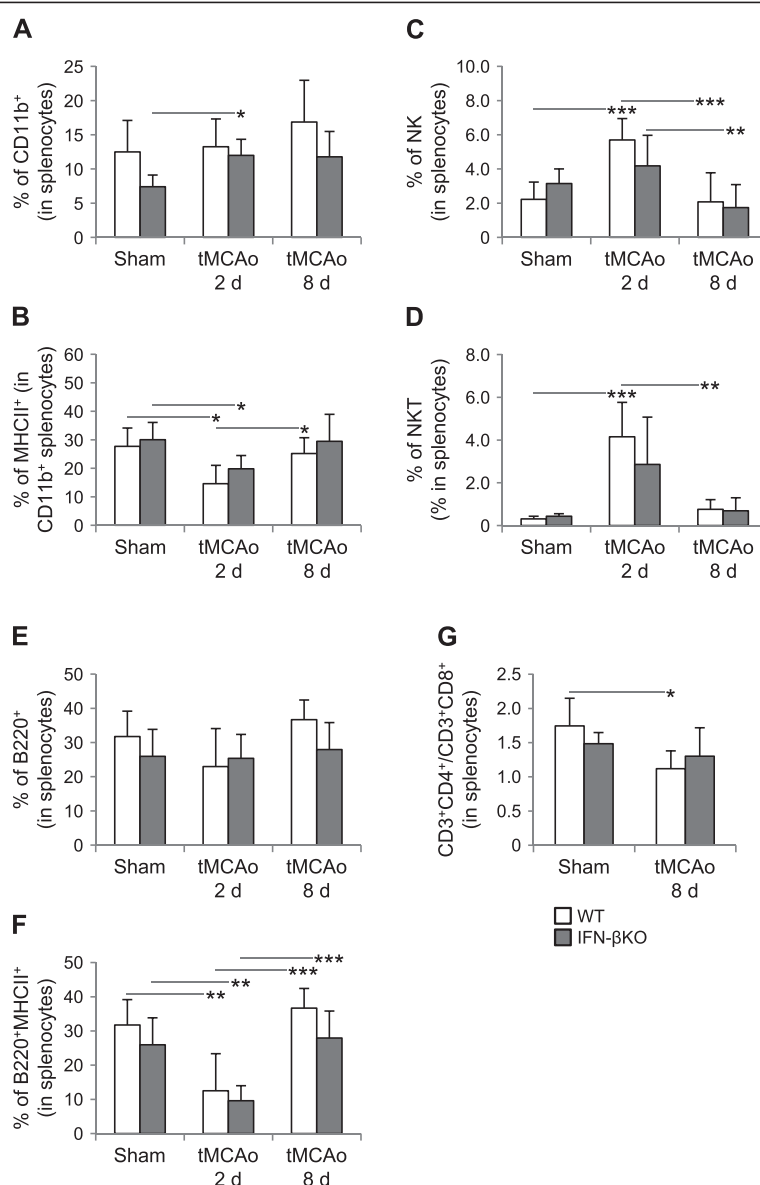 A
% of CD11b⁺
(in splenocytes)
25
20
15
10
5
0
*
Sham
tMCAo
2 d
tMCAo
8 d
C
% of NK
(in splenocytes)
10.0
8.0
6.0
4.0
2.0
0
***
***
**
Sham
tMCAo
2 d
tMCAo
8 d
B
% of MHCII⁺ (in
CD11b⁺ splenocytes)
60
50
40
30
20
10
0
*
*
*
Sham
tMCAo
2 d
tMCAo
8 d
D
% of NKT
(% in splenocytes)
8.0
6.0
4.0
2.0
0
***
**
Sham
tMCAo
2 d
tMCAo
8 d
E
% of B220⁺
(in splenocytes)
50
40
30
20
10
0
Sham
tMCAo
2 d
tMCAo
8 d
G
CD3⁺CD4⁺/CD3⁺CD8⁺
(in splenocytes)
2.5
2.0
1.5
1.0
0.5
0
*
Sham
tMCAo
8 d
WT
IFN-βKO
F
% of B220⁺MHCII⁺
(in splenocytes)
50
40
30
20
10
0
***
***
**
**
Sham
tMCAo
2 d
tMCAo
8 d